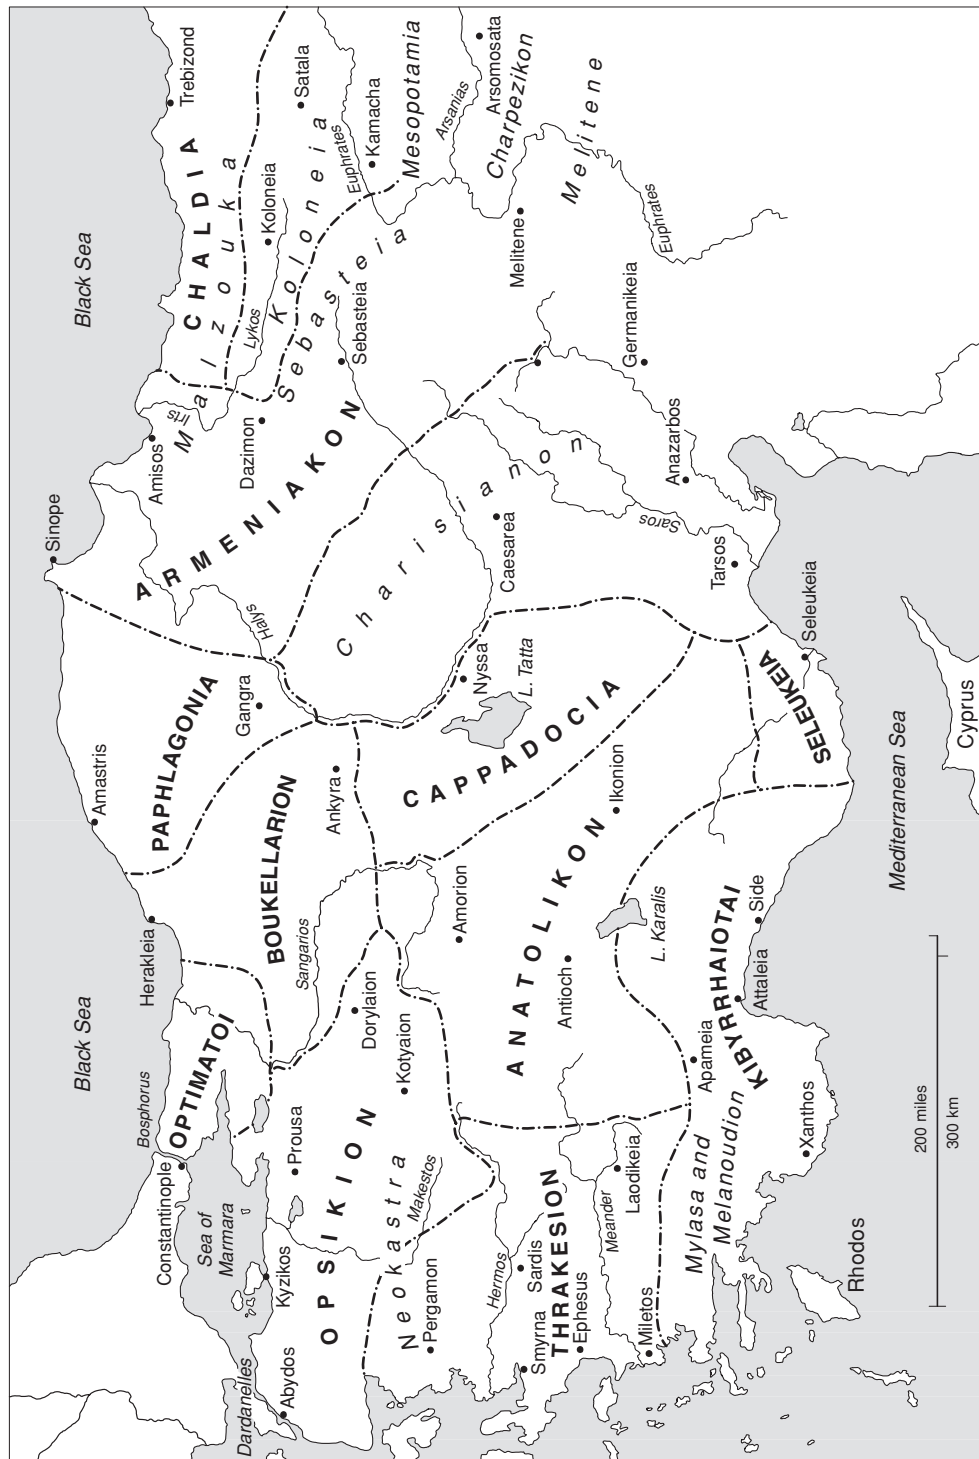 Black Sea
Black Sea
Sinope
Amastris
Trebizond
Herakleia
Amisos
Bosphorus
Constantinople
OPTIMATOI
PAPHLAGONIA
Gangra
ARMENIAKON
Irts
Dazimon
CHALDIA
Maizouka
Satala
Koloneia
Lykos
Koloneia
Sebasteia
Sebasteia
Euphrates
Kamacha
Mesopotamia
Arsanias
Arsomosata
Charpezikon
Melitene
Melitene
Euphrates
Germanikeia
Anazarbos
Saros
Tarsos
Caesarea
Charsianon
Halys
Nyssa
L. Tatta
CAPPADOCIA
Ankyra
BOUKELLARION
Sangarios
Sea of
Marmara
Dardanelles
Abydos
Kyzikos
Prousa
OPSIKION
Dorylaion
Kotyaion
Amorion
Neokastra
Makestos
Pergamon
Hermos
Sardis
Smyrna
THRAKESION
Ephesus
Meander
Laodikeia
Miletos
ANATOLIKON
Antioch
Ikonion
L. Karalis
Apameia
KIBYRRHAIOTAI
Mylasa and
Melanoudion
Side
Attaleia
Xanthos
SELEUKEIA
Seleukeia
Rhodos
Cyprus
Mediterranean Sea
200 miles
300 km